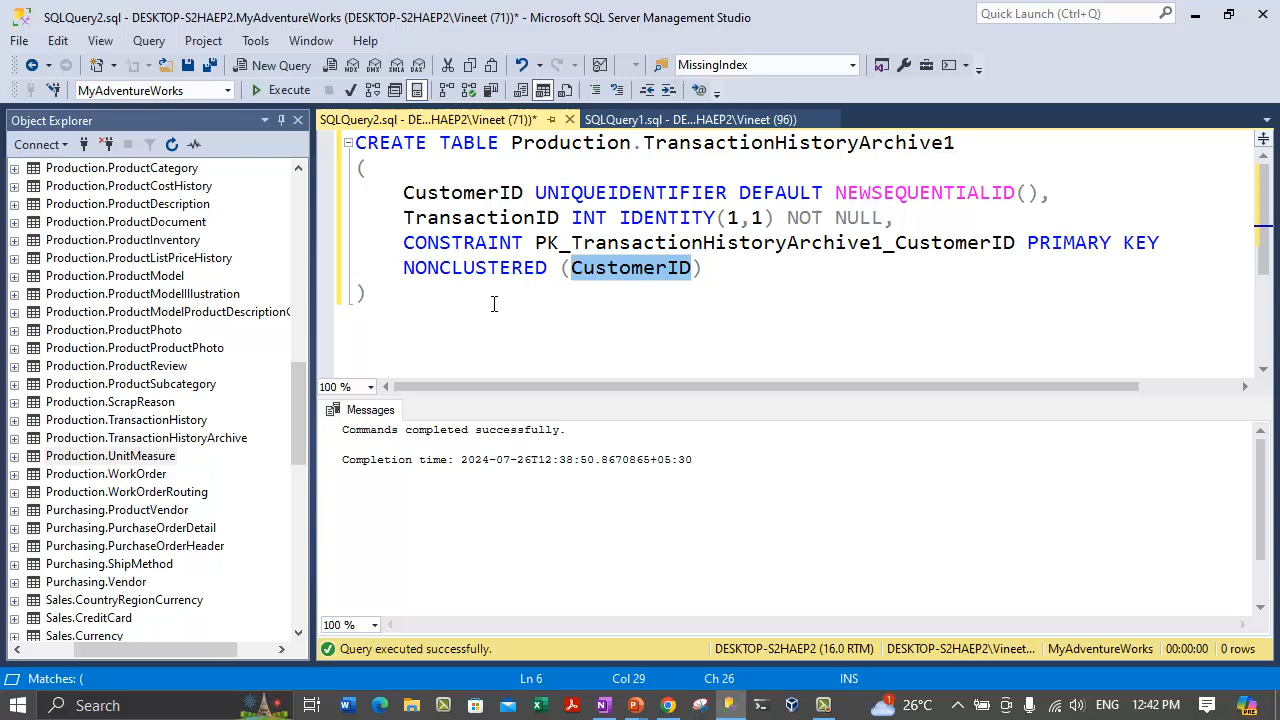 SQLQuery2.sql - DESKTOP-S2HAEP2.MyAdventureWorks (DESKTOP-S2HAEP2\Vineet (71))* - Microsoft SQL Server Management Studio
Quick Launch (Ctrl+Q)
File Edit View Query Project Tools Window Help
New Query MDX DMX XMLA DAX MissingIndex
MyAdventureWorks Execute
Object Explorer
Connect
Production.ProductCategory
Production.ProductCostHistory
Production.ProductDescription
Production.ProductDocument
Production.ProductInventory
Production.ProductListPriceHistory
Production.ProductModel
Production.ProductModelIllustration
Production.ProductModelProductDescriptionC
Production.ProductPhoto
Production.ProductProductPhoto
Production.ProductReview
Production.ProductSubcategory
Production.ScrapReason
Production.TransactionHistory
Production.TransactionHistoryArchive
Production.UnitMeasure
Production.WorkOrder
Production.WorkOrderRouting
Purchasing.ProductVendor
Purchasing.PurchaseOrderDetail
Purchasing.PurchaseOrderHeader
Purchasing.ShipMethod
Purchasing.Vendor
Sales.CountryRegionCurrency
Sales.CreditCard
Sales.Currency
SQLQuery2.sql - DE...HAEP2\Vineet (71))* SQLQuery1.sql - DE...HAEP2\Vineet (96))
CREATE TABLE Production.TransactionHistoryArchive1
(
CustomerID UNIQUEIDENTIFIER DEFAULT NEWSEQUENTIALID(),
TransactionID INT IDENTITY(1,1) NOT NULL,
CONSTRAINT PK_TransactionHistoryArchive1_CustomerID PRIMARY KEY
NONCLUSTERED (CustomerID)
)
100 %
Messages
Commands completed successfully.
Completion time: 2024-07-26T12:38:50.8670865+05:30
100 %
Query executed successfully. DESKTOP-S2HAEP2 (16.0 RTM) DESKTOP-S2HAEP2\Vineet... MyAdventureWorks 00:00:00 0 rows
Matches: ( Ln 6 Col 29 Ch 26 INS
Search 1 26°C ENG 12:42 PM